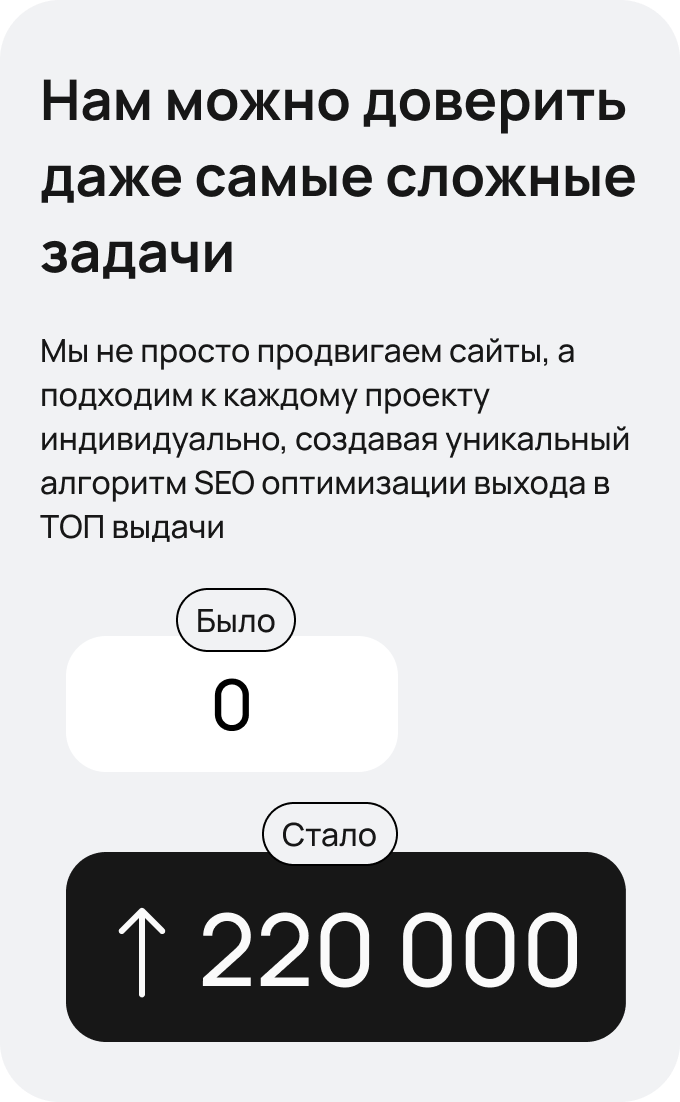 Нам можно доверить
даже самые сложные
задачи
Мы не просто продвигаем сайты, а
подходим к каждому проекту
индивидуально, создавая уникальный
алгоритм SEO оптимизации выхода в
ТОП выдачи
Было
0
Стало
↑ 220 000